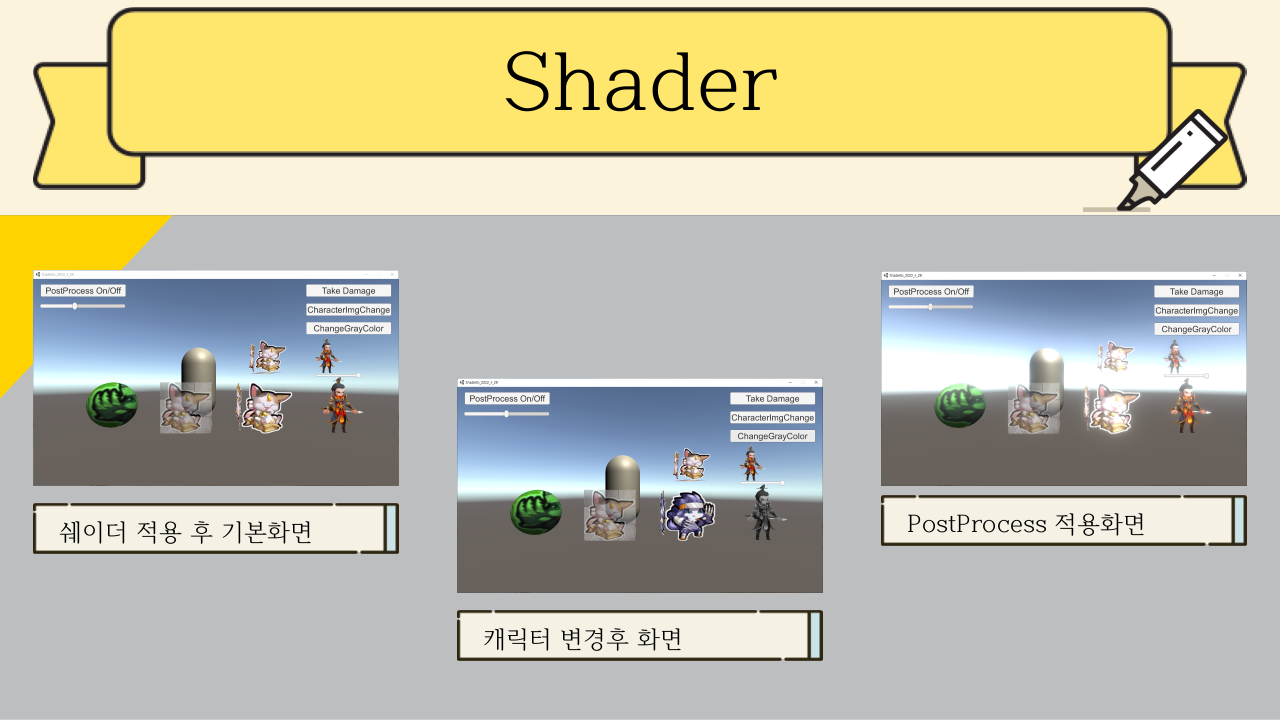 Shader
PostProcess On/Off
Take Damage
CharacterImgChange
ChangeGrayColor
쉐이더 적용 후 기본화면
PostProcess On/Off
Take Damage
CharacterImgChange
ChangeGrayColor
캐릭터 변경후 화면
PostProcess On/Off
Take Damage
CharacterImgChange
ChangeGrayColor
PostProcess 적용화면